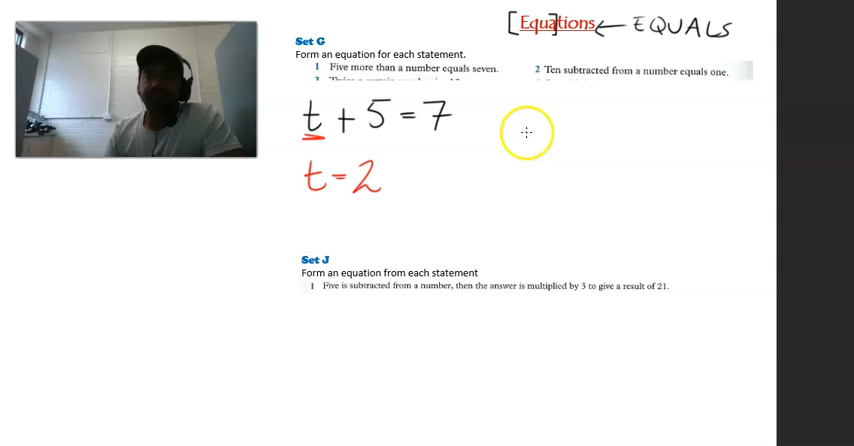 [Equa]tions ← EQUALS
Set G
Form an equation for each statement.
1 Five more than a number equals seven.
2 Ten subtracted from a number equals one.
t + 5 = 7
t = 2
Set J
Form an equation from each statement
1 Five is subtracted from a number, then the answer is multiplied by 3 to give a result of 21.